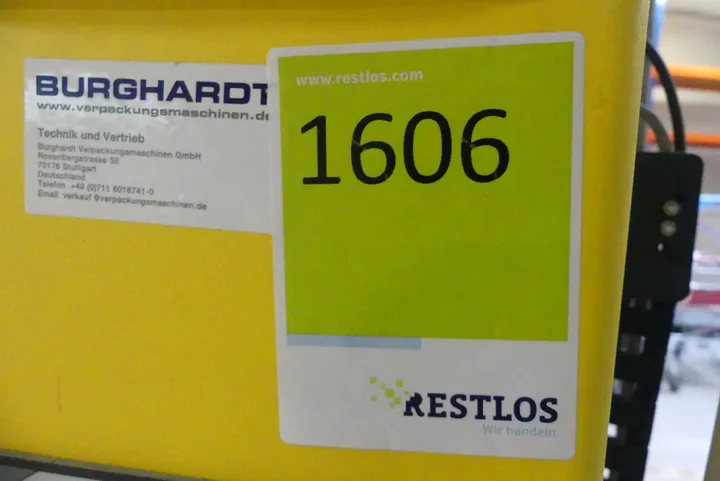 BURGHARDT
www.verpackungsmaschinen.de
Technik und Vertrieb
Burghardt Verpackungsmaschinen GmbH
Rosenbergstrasse 50
70176 Stuttgart
Deutschland
Telefon +49 (0)711 6018741-0
Email verkauf@verpackungsmaschinen.de
www.restlos.com
1606
RESTLOS
Wir handeln.